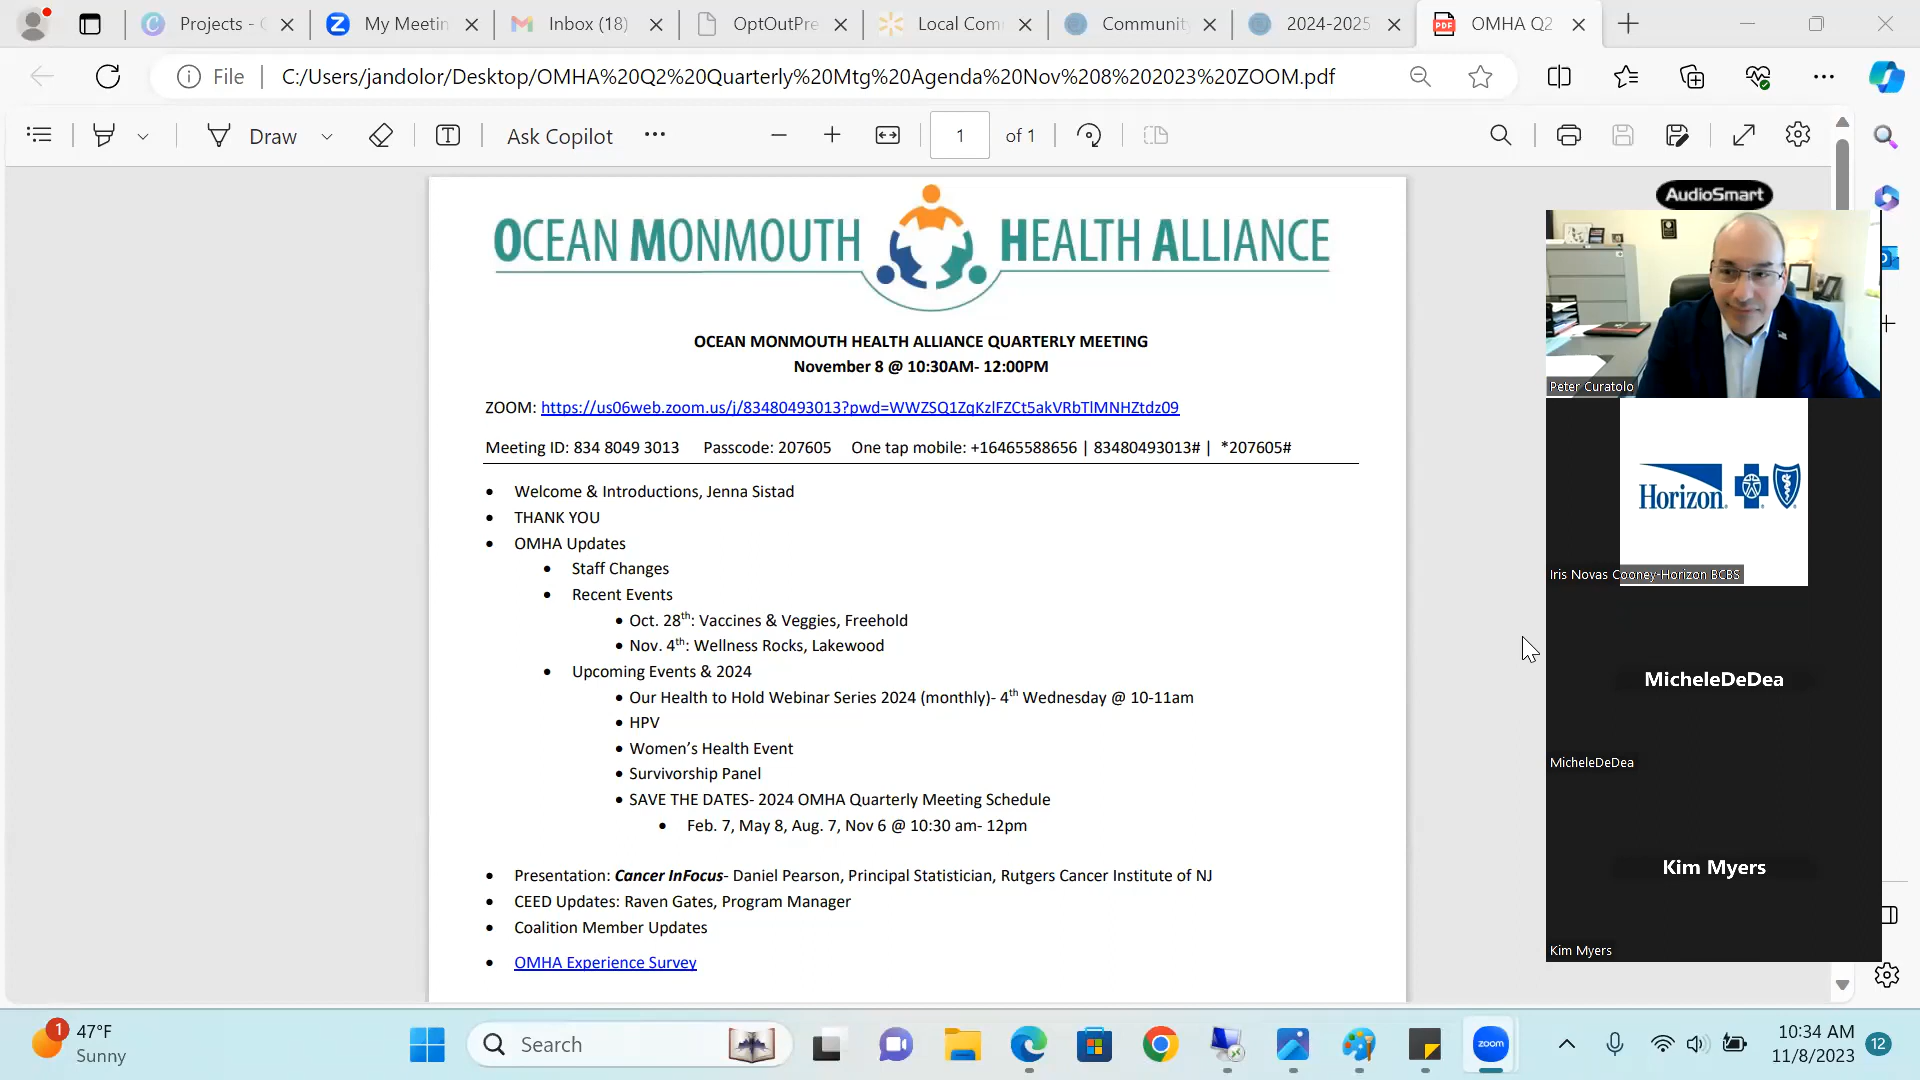 Projects - C
My Meetin
Inbox (18)
OptOutPre
Local Com
Communit
2024-2025
OMHA Q2
File
C:/Users/jandolor/Desktop/OMHA%20Q2%20Quarterly%20Mtg%20Agenda%20Nov%208%202023%20ZOOM.pdf
Draw
Ask Copilot
1
of 1
AudioSmart
OCEAN MONMOUTH HEALTH ALLIANCE
OCEAN MONMOUTH HEALTH ALLIANCE QUARTERLY MEETING
November 8 @ 10:30AM- 12:00PM
ZOOM: https://us06web.zoom.us/j/83480493013?pwd=WWZSQ1ZqKzlFZCt5akVRbTlMNHZtdz09
Meeting ID: 834 8049 3013 Passcode: 207605 One tap mobile: +16465588656 | 83480493013# | *207605#
• Welcome & Introductions, Jenna Sistad
• THANK YOU
• OMHA Updates
• Staff Changes
• Recent Events
• Oct. 28th: Vaccines & Veggies, Freehold
• Nov. 4th: Wellness Rocks, Lakewood
• Upcoming Events & 2024
• Our Health to Hold Webinar Series 2024 (monthly)- 4th Wednesday @ 10-11am
• HPV
• Women's Health Event
• Survivorship Panel
• SAVE THE DATES- 2024 OMHA Quarterly Meeting Schedule
• Feb. 7, May 8, Aug. 7, Nov 6 @ 10:30 am- 12pm
• Presentation: Cancer InFocus- Daniel Pearson, Principal Statistician, Rutgers Cancer Institute of NJ
• CEED Updates: Raven Gates, Program Manager
• Coalition Member Updates
• OMHA Experience Survey
Peter Curatolo
Horizon
Iris Novas Cooney-Horizon BCBS
MicheleDeDea
MicheleDeDea
Kim Myers
Kim Myers
1
47°F
Sunny
Search
zoom
10:34 AM
11/8/2023
12